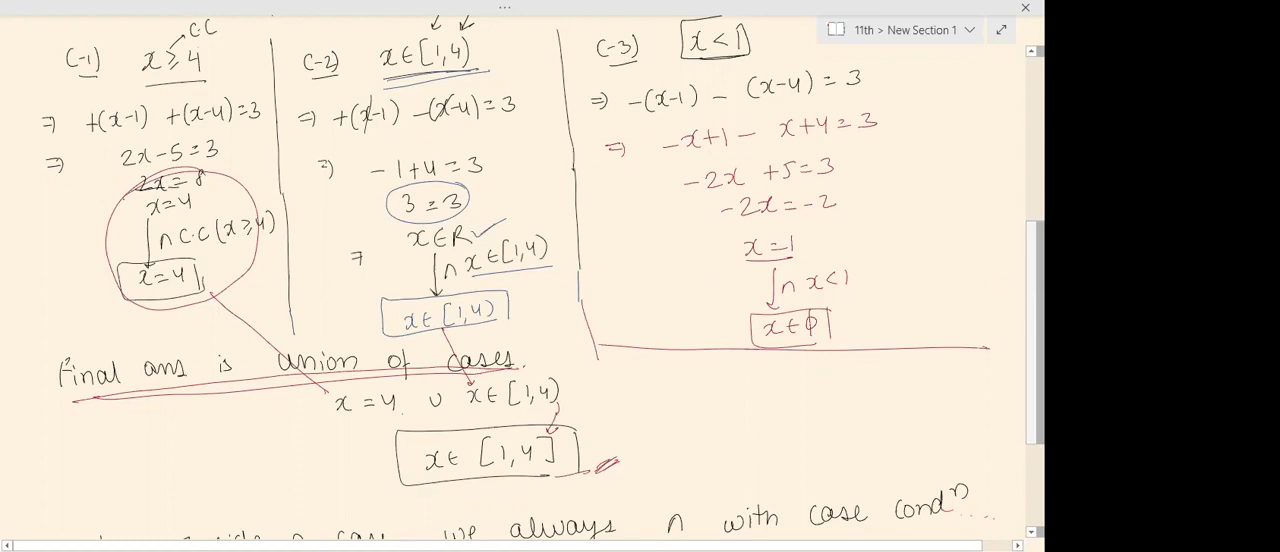 11th > New Section 1
C-1) x ≥ 4 → C.C
⇒ +(x-1) +(x-4) = 3
⇒ 2x - 5 = 3
2x = 8
x = 4
∩ C.C (x ≥ 4)
x = 4
C-2) x ∈ [1, 4)
⇒ +(x-1) -(x-4) = 3
⇒ -1 + 4 = 3
3 = 3
x ∈ R ✓
⇒ ∩ x ∈ [1, 4)
x ∈ [1, 4)
C-3) x < 1
⇒ -(x-1) - (x-4) = 3
⇒ -x + 1 - x + 4 = 3
-2x + 5 = 3
-2x = -2
x = 1
∩ x < 1
x ∈ ϕ
Final ans is union of cases.
x = 4 ∪ x ∈ [1, 4)
x ∈ [1, 4]
case we always ∩ with case condⁿ ....